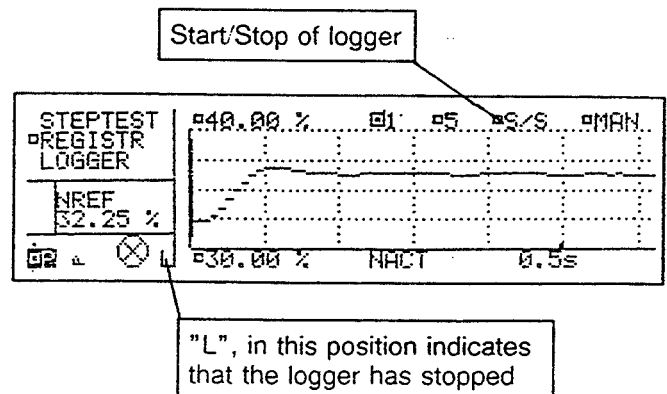 Start/Stop of logger
STEPTEST
¤REGISTR
LOGGER
NREF
32.25 %
L
¤40.00 %
1 ¤5 ¤S/S ¤MAN
¤30.00 % NACT 0.5s
"L", in this position indicates
that the logger has stopped